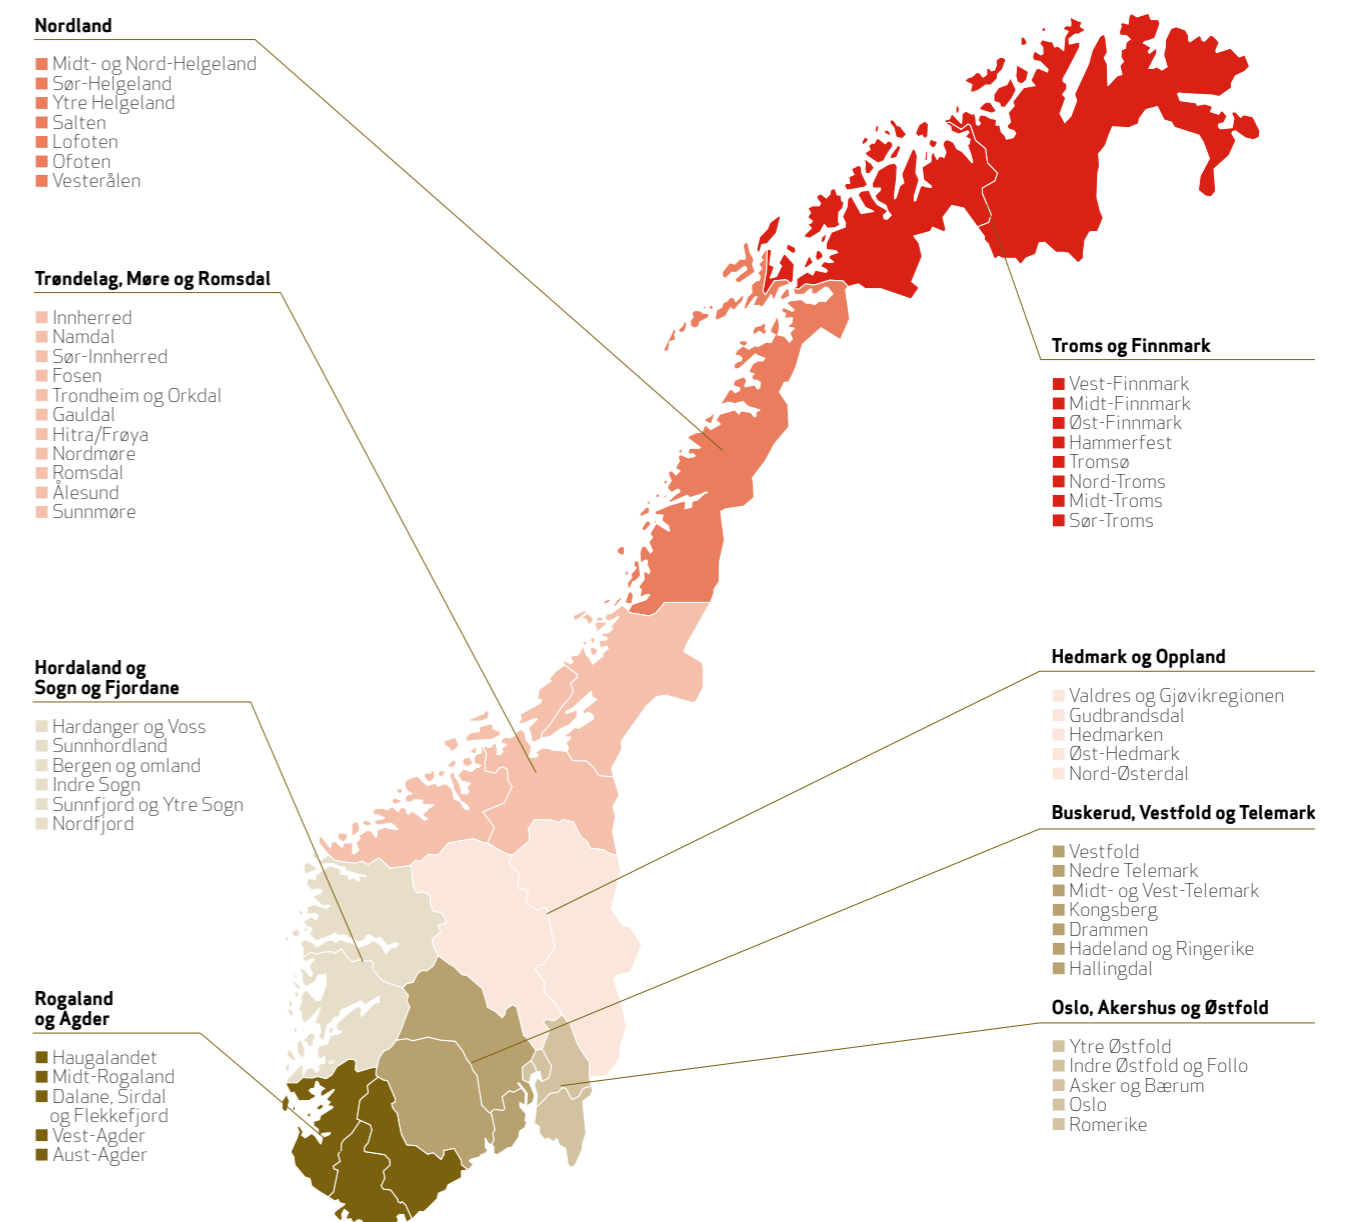 Nordland
Midt- og Nord-Helgeland
Sør-Helgeland
Ytre Helgeland
Salten
Lofoten
Ofoten
Vesterålen
Trøndelag, Møre og Romsdal
Innherred
Namdal
Sør-Innherred
Fosen
Trondheim og Orkdal
Gauldal
Hitra/Frøya
Nordmøre
Romsdal
Ålesund
Sunnmøre
Hordaland og
Sogn og Fjordane
Hardanger og Voss
Sunnhordland
Bergen og omland
Indre Sogn
Sunnfjord og Ytre Sogn
Nordfjord
Rogaland
og Agder
Haugalandet
Midt-Rogaland
Dalane, Sirdal
og Flekkefjord
Vest-Agder
Aust-Agder
Troms og Finnmark
Vest-Finnmark
Midt-Finnmark
Øst-Finnmark
Hammerfest
Tromsø
Nord-Troms
Midt-Troms
Sør-Troms
Hedmark og Oppland
Valdres og Gjøvikregionen
Gudbrandsdal
Hedmarken
Øst-Hedmark
Nord-Østerdal
Buskerud, Vestfold og Telemark
Vestfold
Nedre Telemark
Midt- og Vest-Telemark
Kongsberg
Drammen
Hadeland og Ringerike
Hallingdal
Oslo, Akershus og Østfold
Ytre Østfold
Indre Østfold og Follo
Asker og Bærum
Oslo
Romerike